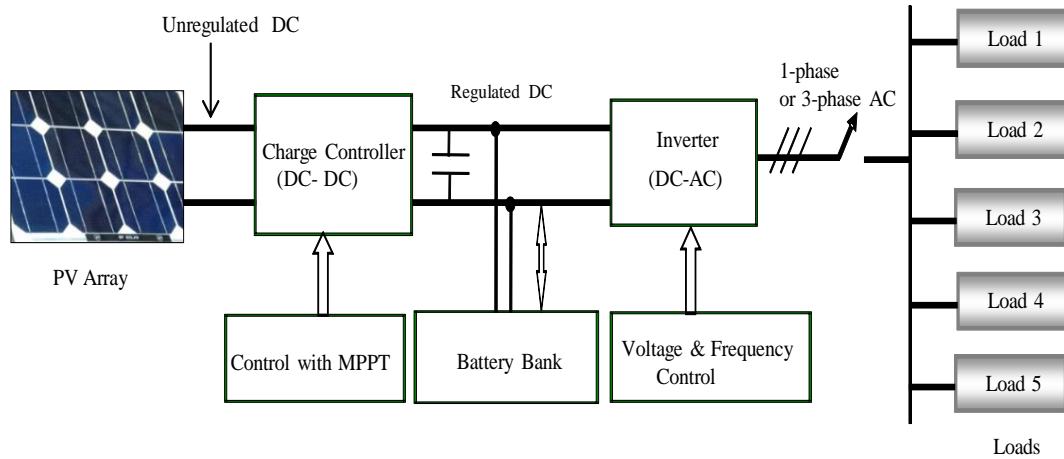 Unregulated DC
Regulated DC
1-phase
or 3-phase AC
Charge Controller
(DC- DC)
Inverter
(DC-AC)
PV Array
Control with MPPT
Battery Bank
Voltage & Frequency
Control
Load 1
Load 2
Load 3
Load 4
Load 5
Loads